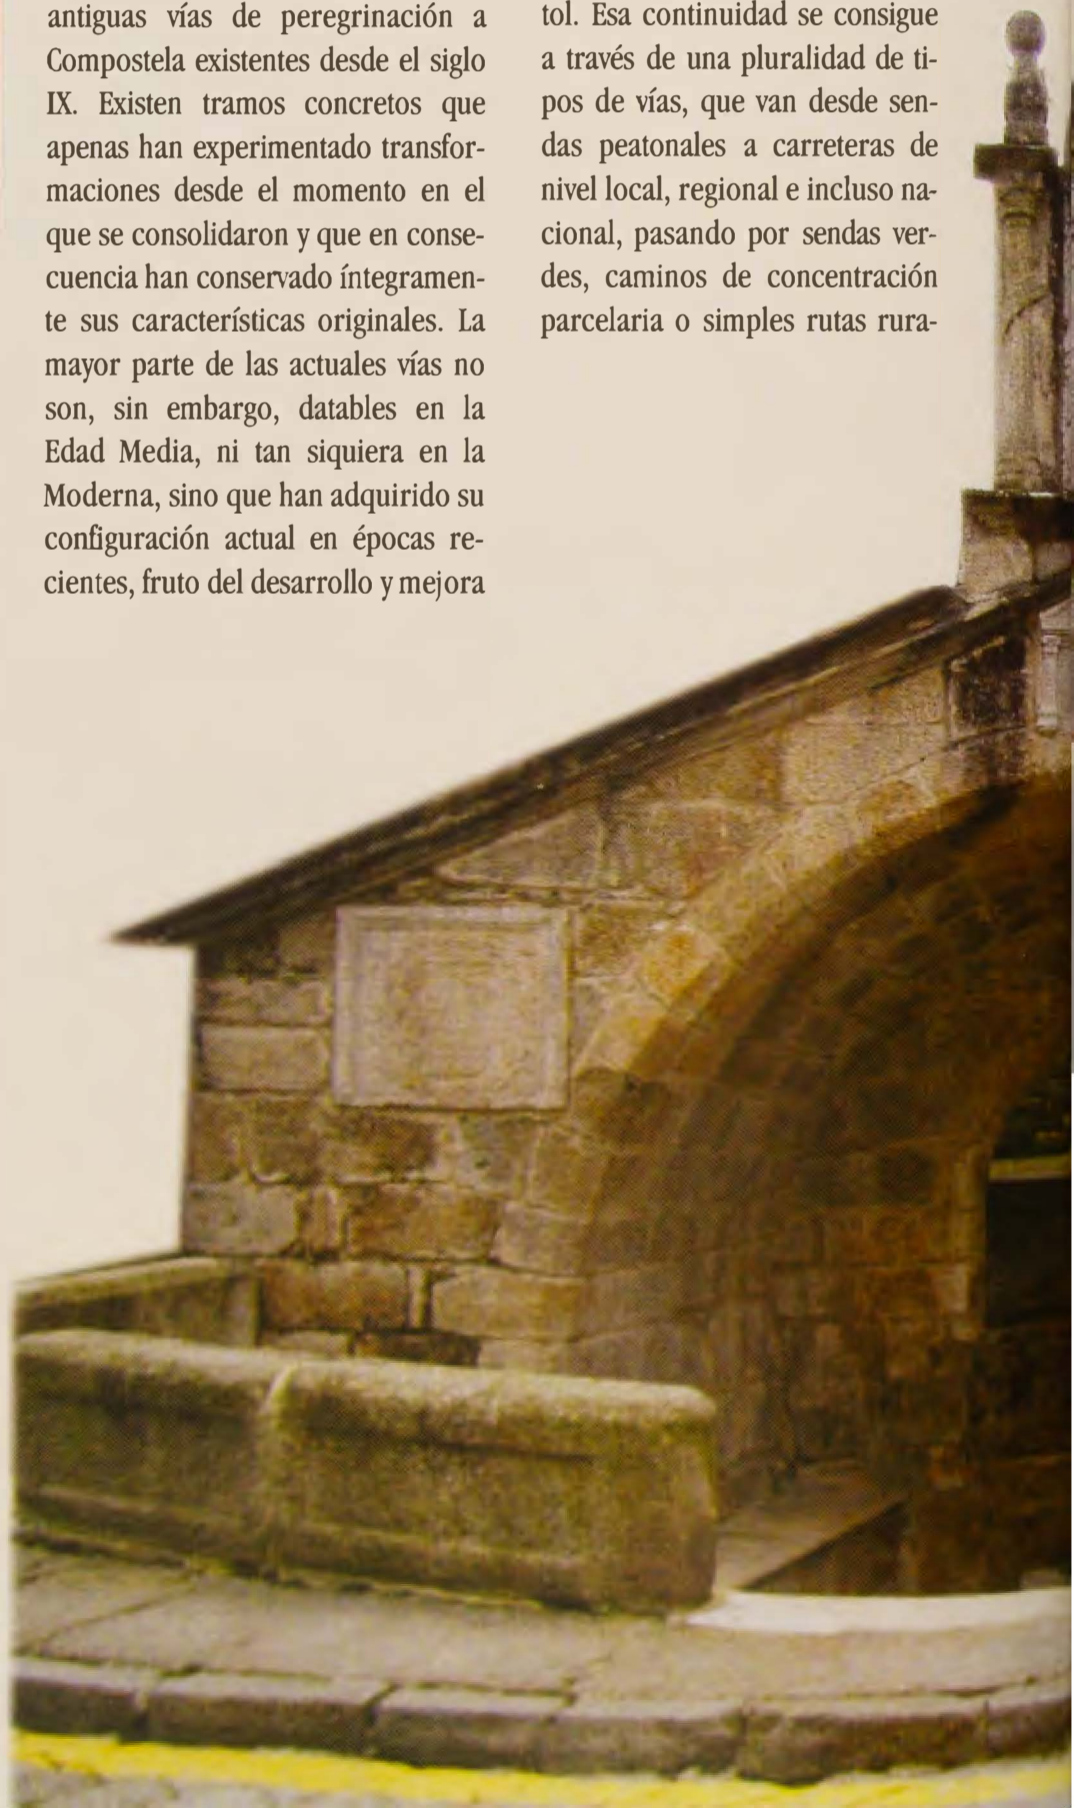 antiguas vías de peregrinación a
Compostela existentes desde el siglo
IX. Existen tramos concretos que
apenas han experimentado transfor-
maciones desde el momento en el
que se consolidaron y que en conse-
cuencia han conservado íntegramen-
te sus características originales. La
mayor parte de las actuales vías no
son, sin embargo, datables en la
Edad Media, ni tan siquiera en la
Moderna, sino que han adquirido su
configuración actual en épocas re-
cientes, fruto del desarrollo y mejora
tol. Esa continuidad se consigue
a través de una pluralidad de ti-
pos de vías, que van desde sen-
das peatonales a carreteras de
nivel local, regional e incluso na-
cional, pasando por sendas ver-
des, caminos de concentración
parcelaria o simples rutas rura-